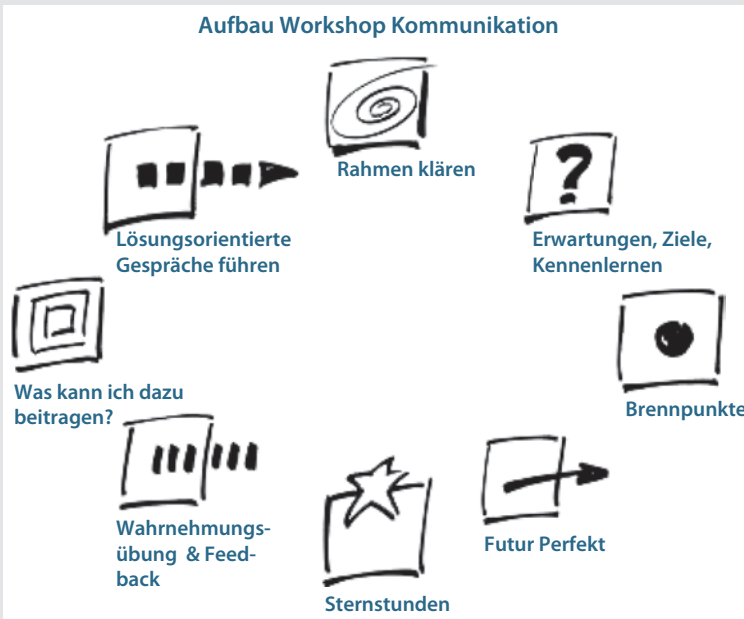 Aufbau Workshop Kommunikation
Rahmen klären
?
Erwartungen, Ziele,
Kennenlernen
Brennpunkte
Futur Perfekt
Sternstunden
Wahrnehmungs-
übung & Feed-
back
Was kann ich dazu
beitragen?
Lösungsorientierte
Gespräche führen